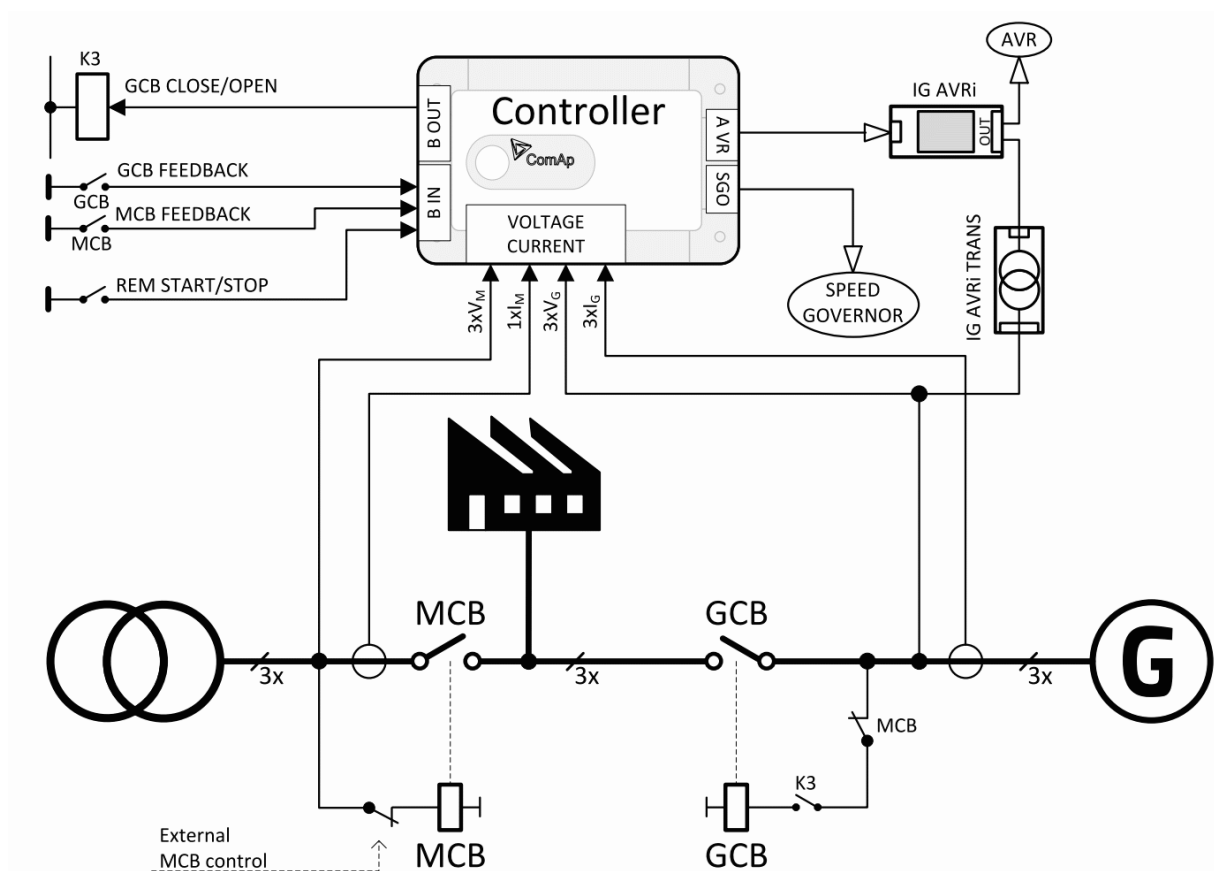 K3
GCB CLOSE/OPEN
GCB FEEDBACK
GCB
MCB FEEDBACK
MCB
REM START/STOP
B OUT
B IN
Controller
ComAp
VOLTAGE
CURRENT
A VR
SGO
3xVM
1xIM
3xVG
3xIG
IG AVRi
OUT
AVR
IG AVRi TRANS
SPEED
GOVERNOR
MCB
GCB
3x
3x
3x
G
MCB
K3
External
MCB control
MCB
GCB